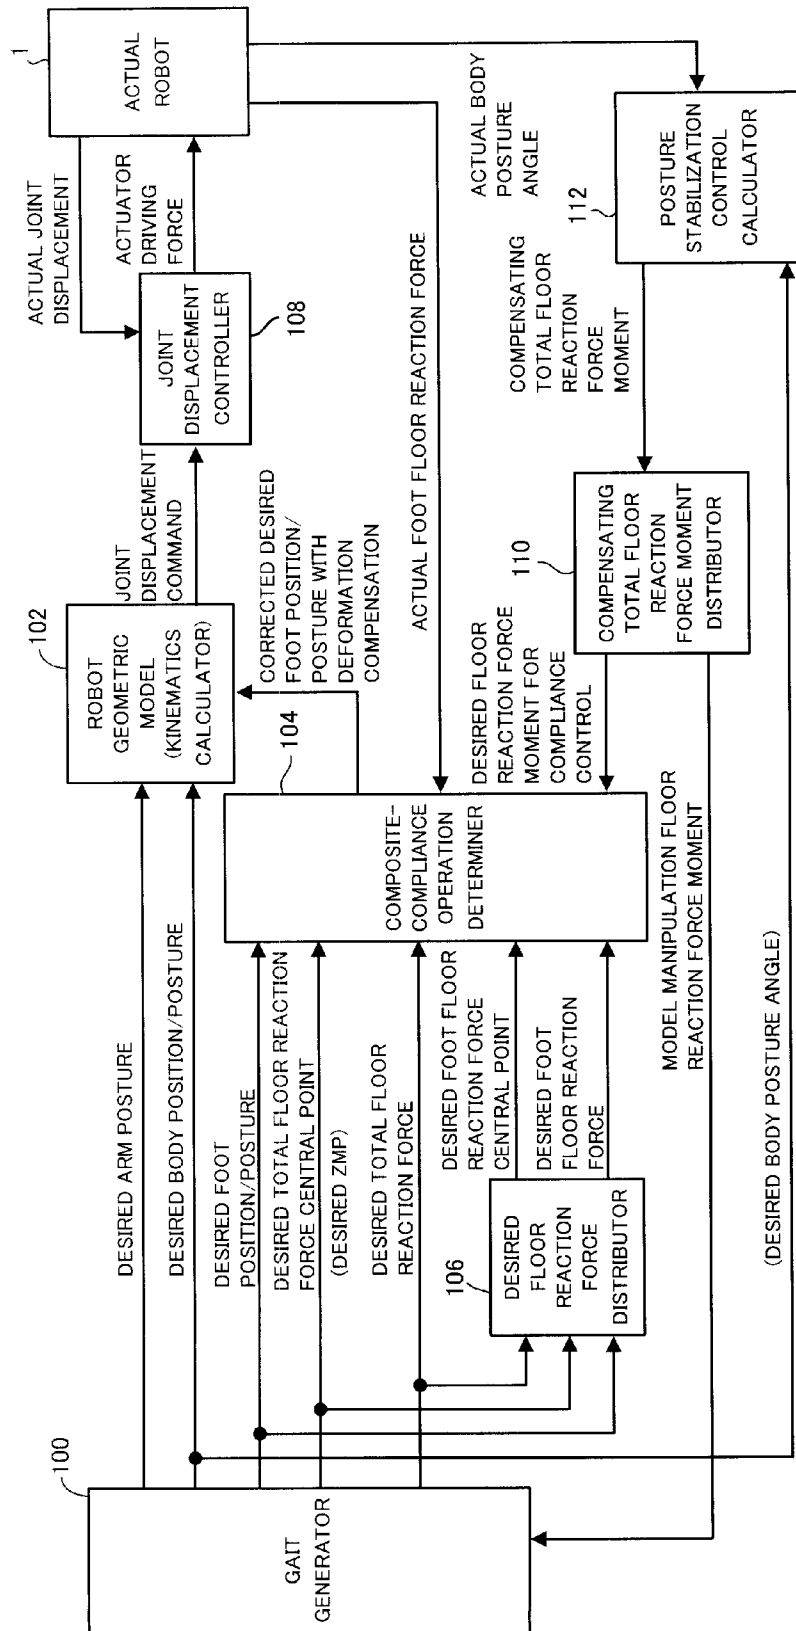 100
GAIT
GENERATOR
DESIRED ARM POSTURE
DESIRED BODY POSITION/POSTURE
DESIRED FOOT
POSITION/POSTURE
DESIRED TOTAL FLOOR REACTION
FORCE CENTRAL POINT
(DESIRED ZMP)
DESIRED TOTAL FLOOR
REACTION FORCE
106
DESIRED
FLOOR
REACTION
FORCE
DISTRIBUTOR
DESIRED FOOT FLOOR
REACTION FORCE
CENTRAL POINT
DESIRED FOOT
FLOOR REACTION
FORCE
102
ROBOT
GEOMETRIC
MODEL
(KINEMATICS
CALCULATOR)
104
COMPOSITE-
COMPLIANCE
OPERATION
DETERMINER
CORRECTED DESIRED
FOOT POSITION/
POSTURE WITH
DEFORMATION
COMPENSATION
JOINT
DISPLACEMENT
COMMAND
JOINT
DISPLACEMENT
CONTROLLER
108
ACTUAL JOINT
DISPLACEMENT
ACTUATOR
DRIVING
FORCE
1
ACTUAL
ROBOT
ACTUAL FOOT FLOOR REACTION FORCE
ACTUAL BODY
POSTURE
ANGLE
DESIRED FLOOR
REACTION FORCE
MOMENT FOR
COMPLIANCE
CONTROL
MODEL MANIPULATION FLOOR
REACTION FORCE MOMENT
110
COMPENSATING
TOTAL FLOOR
REACTION
FORCE MOMENT
DISTRIBUTOR
COMPENSATING
TOTAL FLOOR
REACTION
FORCE
MOMENT
112
POSTURE
STABILIZATION
CONTROL
CALCULATOR
(DESIRED BODY POSTURE ANGLE)